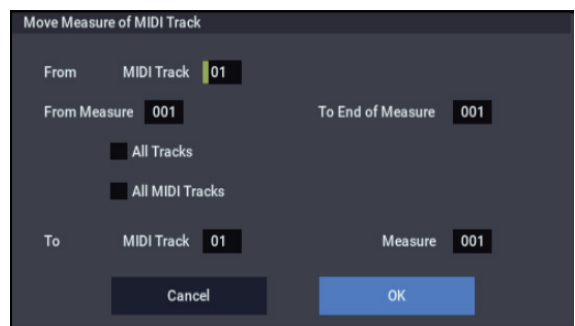 Move Measure of MIDI Track
From MIDI Track 01
From Measure 001 To End of Measure 001
All Tracks
All MIDI Tracks
To MIDI Track 01 Measure 001
Cancel OK